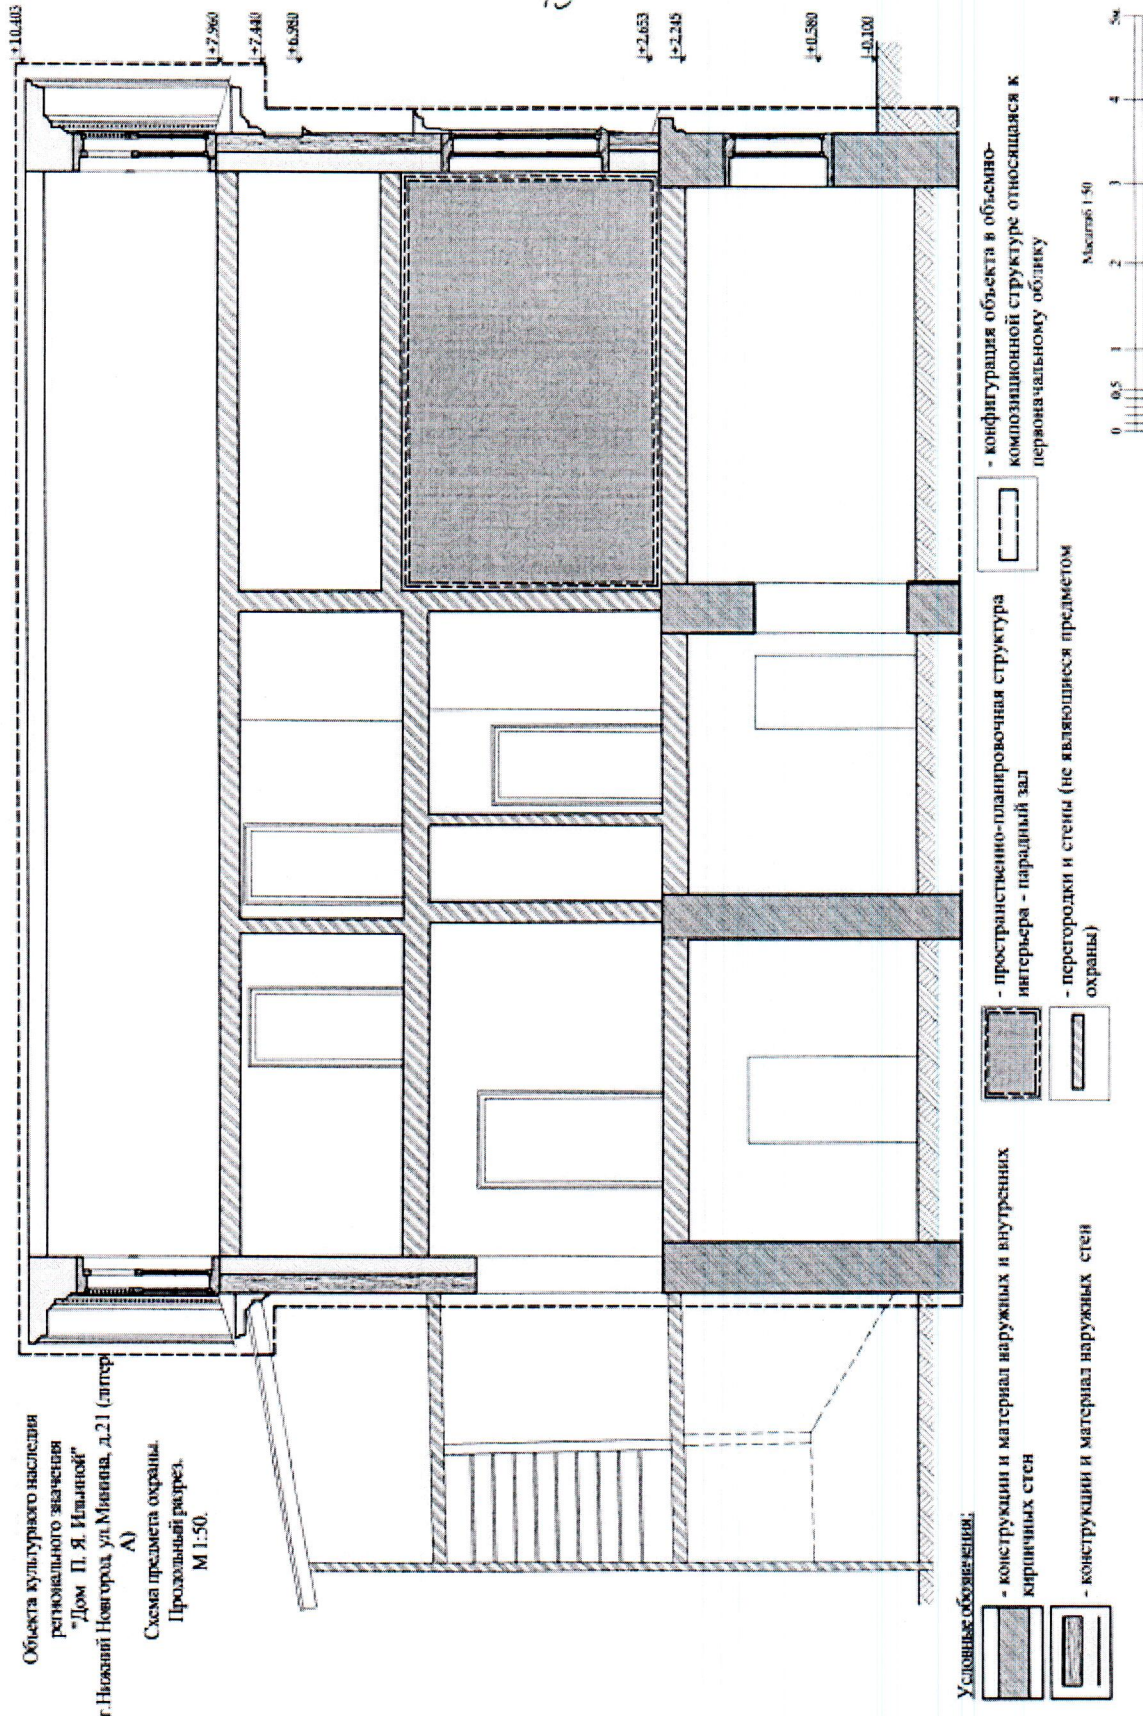 Объекта культурного наследия
регионального значения
"Дом П. Я. Ильиной"
г.Нижний Новгород, ул.Минина, д.21 (литер
А)
Схема предмета охраны.
Продольный разрез.
М 1:50.
+10.403
+7.960
+7.440
+6.980
+2.653
+2.245
+0.580
-0.100
Условные обозначения:
- конструкции и материал наружных и внутренних
кирпичных стен
- конструкции и материал наружных стен
- пространственно-планировочная структура
интерьера - парадный зал
- перегородки и стены (не являющиеся предметом
охраны)
- конфигурация объекта в объемно-
композиционной структуре относящаяся к
первоначальному облику
Масштаб 1:50
0 0,5 1 2 3 4 5м.